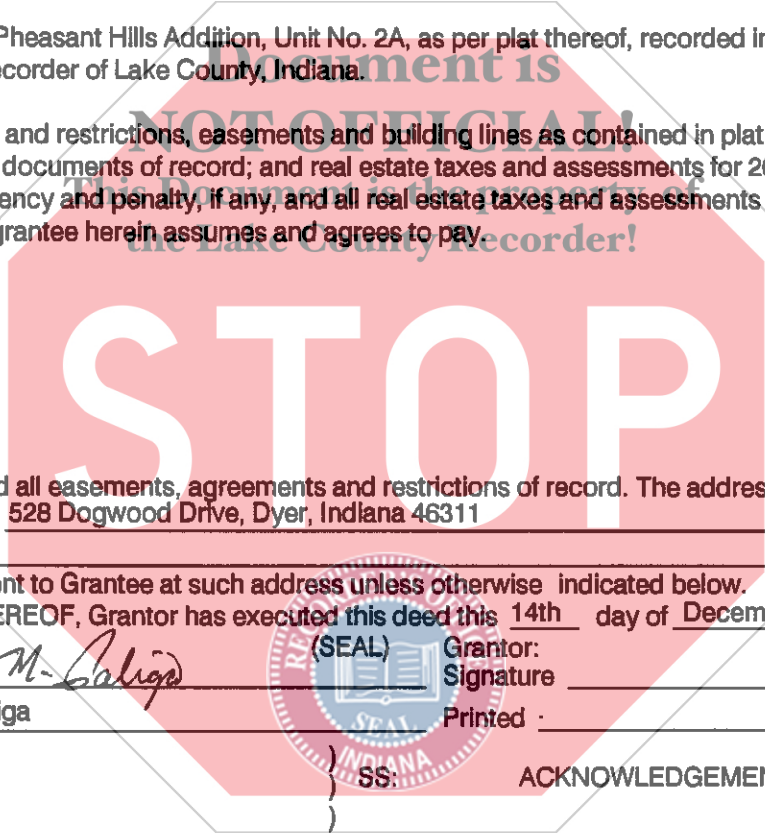 Pheasant Hills Addition, Unit No. 2A, as per plat thereof, recorded in
ecorder of Lake County, Indiana.
Document is
NOT OFFICIAL!
and restrictions, easements and building lines as contained in plat
documents of record; and real estate taxes and assessments for 20
This Document is the property of
ency and penalty, if any, and all real estate taxes and assessments
grantee herein assumes and agrees to pay.
the Lake County Recorder!
STOP
d all easements, agreements and restrictions of record. The addres
528 Dogwood Drive, Dyer, Indiana 46311
nt to Grantee at such address unless otherwise indicated below.
EREOF, Grantor has executed this deed this 14th day of Decem
(SEAL) Grantor:
M. Saliga Signature
iga Printed
SEAL
INDIANA
) SS: ACKNOWLEDGEMEN
)
)